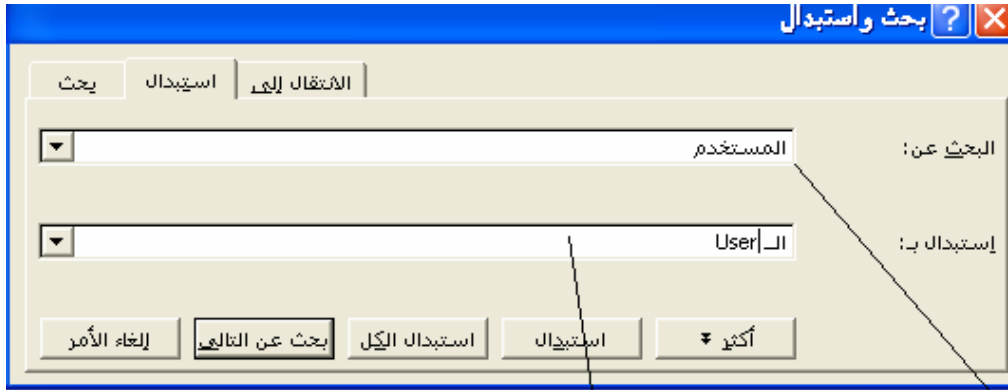 بحث واستبدال
بحث استبدال الانتقال إلى
البحث عن: المستخدم
إستبدال بـ: الـ User
أكثر استبدال استبدال الكل بحث عن التالي إلغاء الأمر